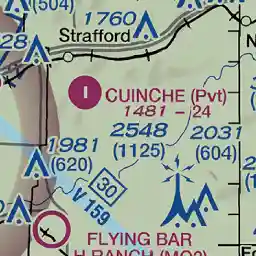 (504)
1760
Strafford
28
CUINCHE (Pvt)
1481 - 24
2548
(1125)
2031
(604)
1981
(620)
30
V 159
FLYING BAR
H RANCH (MO2)